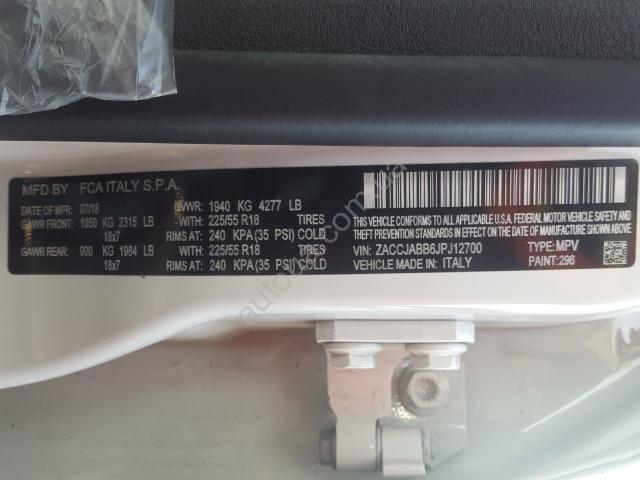 MFD BY FCA ITALY S.P.A.
DATE OF MFR: 07/18 GVWR: 1940 KG 4277 LB
GAWR FRONT: 1050 KG 2315 LB WITH: 225/55 R18 TIRES
18x7 RIMS AT: 240 KPA (35 PSI) COLD
GAWR REAR: 900 KG 1984 LB WITH: 225/55 R18 TIRES
18x7 RIMS AT: 240 KPA (35 PSI) COLD
THIS VEHICLE CONFORMS TO ALL APPLICABLE U.S.A. FEDERAL MOTOR VEHICLE SAFETY
AND THEFT PREVENTION STANDARDS IN EFFECT ON THE DATE OF MANUFACTURE SHOWN ABOVE.
VIN: ZACCJABB6JPJ12700 TYPE: MPV
VEHICLE MADE IN: ITALY PAINT: 296